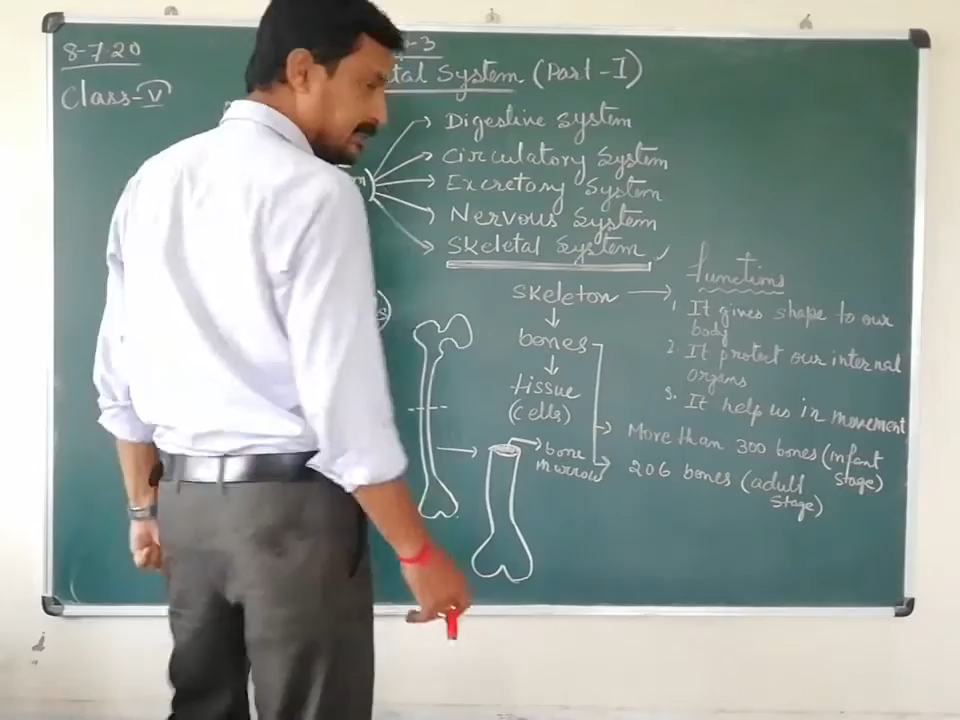 8-7-20
-3
Class-V
tal System (Part-I)
Digestive System
Circulatory System
Excretory System
Nervous System
Skeletal System ✓
Skeleton →
Functions
1. It gives shape to our
body
2. It protect our internal
organs
3. It help us in movement
bones
tissue
(cells)
More than 300 bones (infant
stage)
206 bones (adult
stage)
bone
marrow